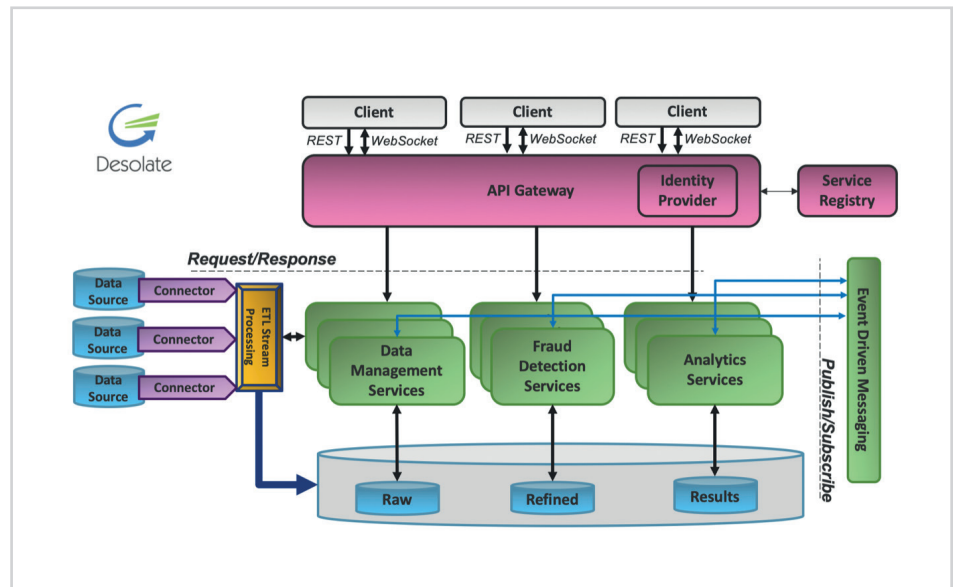 Desolate
Client
Client
Client
REST
WebSocket
REST
WebSocket
REST
WebSocket
API Gateway
Identity
Provider
Service
Registry
Request/Response
Data
Source
Connector
Data
Source
Connector
Data
Source
Connector
ETL Stream
Processing
Data
Management
Services
Fraud
Detection
Services
Analytics
Services
Event Driven Messaging
Publish/Subscribe
Raw
Refined
Results